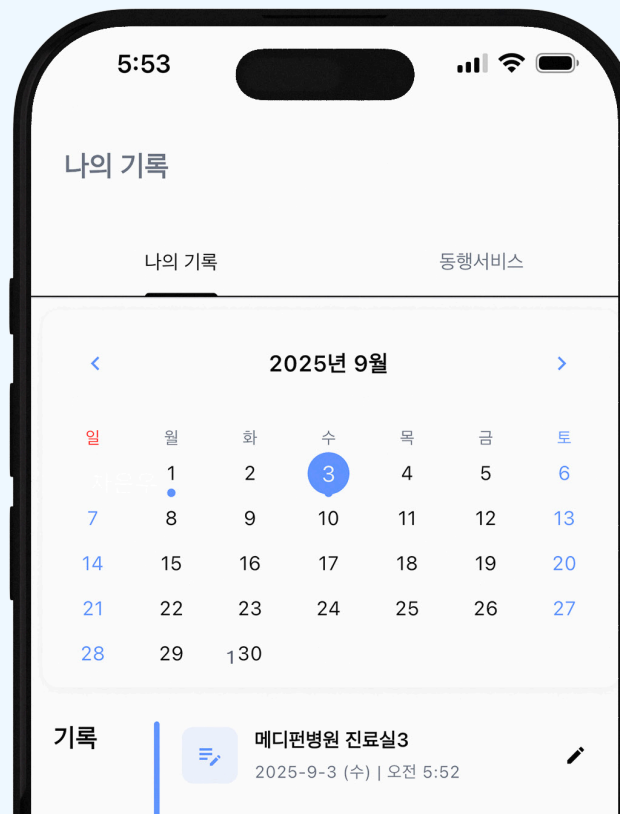 5:53
나의 기록
나의 기록 동행서비스
2025년 9월
일 월 화 수 목 금 토
1 2 3 4 5 6
7 8 9 10 11 12 13
14 15 16 17 18 19 20
21 22 23 24 25 26 27
28 29 1 30
기록
메디펀병원 진료실3
2025-9-3 (수) | 오전 5:52